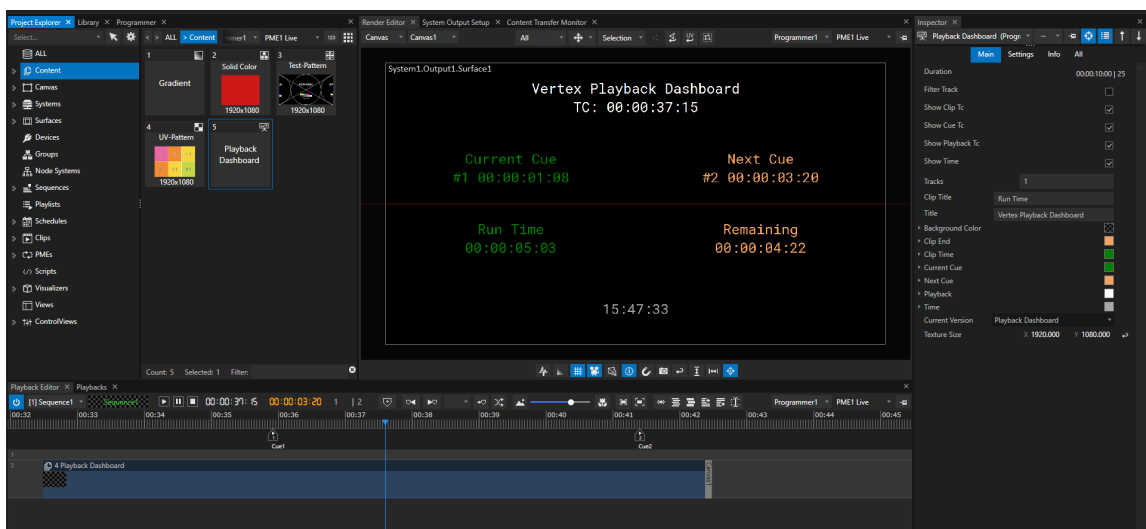 Project Explorer × Library × Programmer ×
Select...
ALL
Content
Canvas
Systems
Surfaces
Devices
Groups
Node Systems
Sequences
Playlists
Schedules
Clips
PMEs
Scripts
Visualizers
Views
ControlViews
< > ALL > Content PME1 Live 123
1
Gradient
2
Solid Color
1920x1080
3
Test-Pattern
1920x1080
4
UV-Pattern
1920x1080
5
Playback
Dashboard
Count: 5 Selected: 1 Filter:
Render Editor × System Output Setup × Content Transfer Monitor ×
Canvas Canvas1 All Selection UV Programmer1 PME1 Live
System1.Output1.Surface1
Vertex Playback Dashboard
TC: 00:00:37:15
Current Cue
#1 00:00:01:08
Next Cue
#2 00:00:03:20
Run Time
00:00:05:03
Remaining
00:00:04:22
15:47:33
Inspector ×
Playback Dashboard (Progr.
Main Settings Info All
Duration 00:00:10:00 | 25
Filter Track
Show Clip Tc
Show Cue Tc
Show Playback Tc
Show Time
Tracks 1
Clip Title Run Time
Title Vertex Playback Dashboard
Background Color
Clip End
Clip Time
Current Cue
Next Cue
Playback
Time
Current Version Playback Dashboard
Texture Size X 1920.000 Y 1080.000
Playback Editor × Playbacks ×
[1] Sequence1 Sequence1 00:00:37:15 00:00:03:20 1 | 2 Programmer1 PME1 Live
00:32 00:33 00:34 00:35 00:36 00:37 00:38 00:39 00:40 00:41 00:42 00:43 00:44 00:45
1
Cue1
2
Cue2
1
2
4 Playback Dashboard
Canvas1